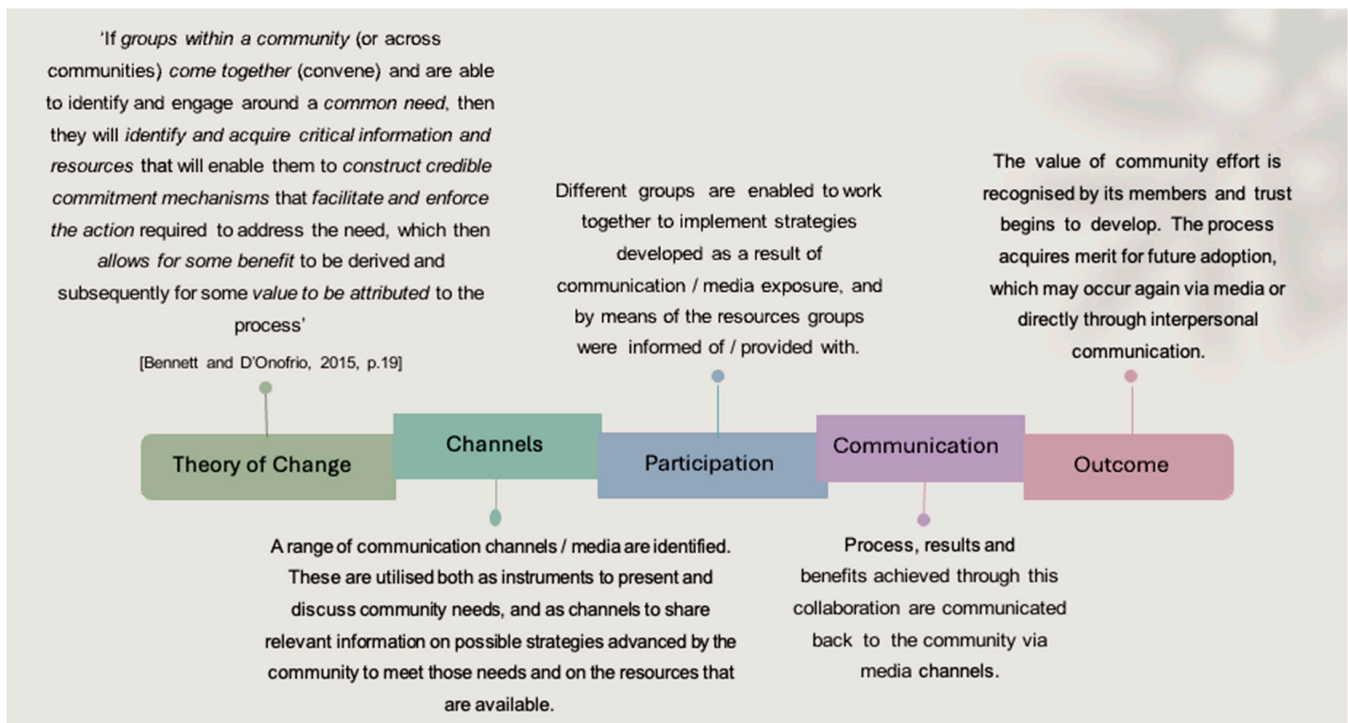 ‘If groups within a community (or across
communities) come together (convene) and are able
to identify and engage around a common need, then
they will identify and acquire critical information and
resources that will enable them to construct credible
commitment mechanisms that facilitate and enforce
the action required to address the need, which then
allows for some benefit to be derived and
subsequently for some value to be attributed to the
process’
[Bennett and D’Onofrio, 2015, p.19]
Different groups are enabled to work
together to implement strategies
developed as a result of
communication / media exposure, and
by means of the resources groups
were informed of / provided with.
The value of community effort is
recognised by its members and trust
begins to develop. The process
acquires merit for future adoption,
which may occur again via media or
directly through interpersonal
communication.
Theory of Change
Channels
Participation
Communication
Outcome
A range of communication channels / media are identified.
These are utilised both as instruments to present and
discuss community needs, and as channels to share
relevant information on possible strategies advanced by the
community to meet those needs and on the resources that
are available.
Process, results and
benefits achieved through this
collaboration are communicated
back to the community via
media channels.